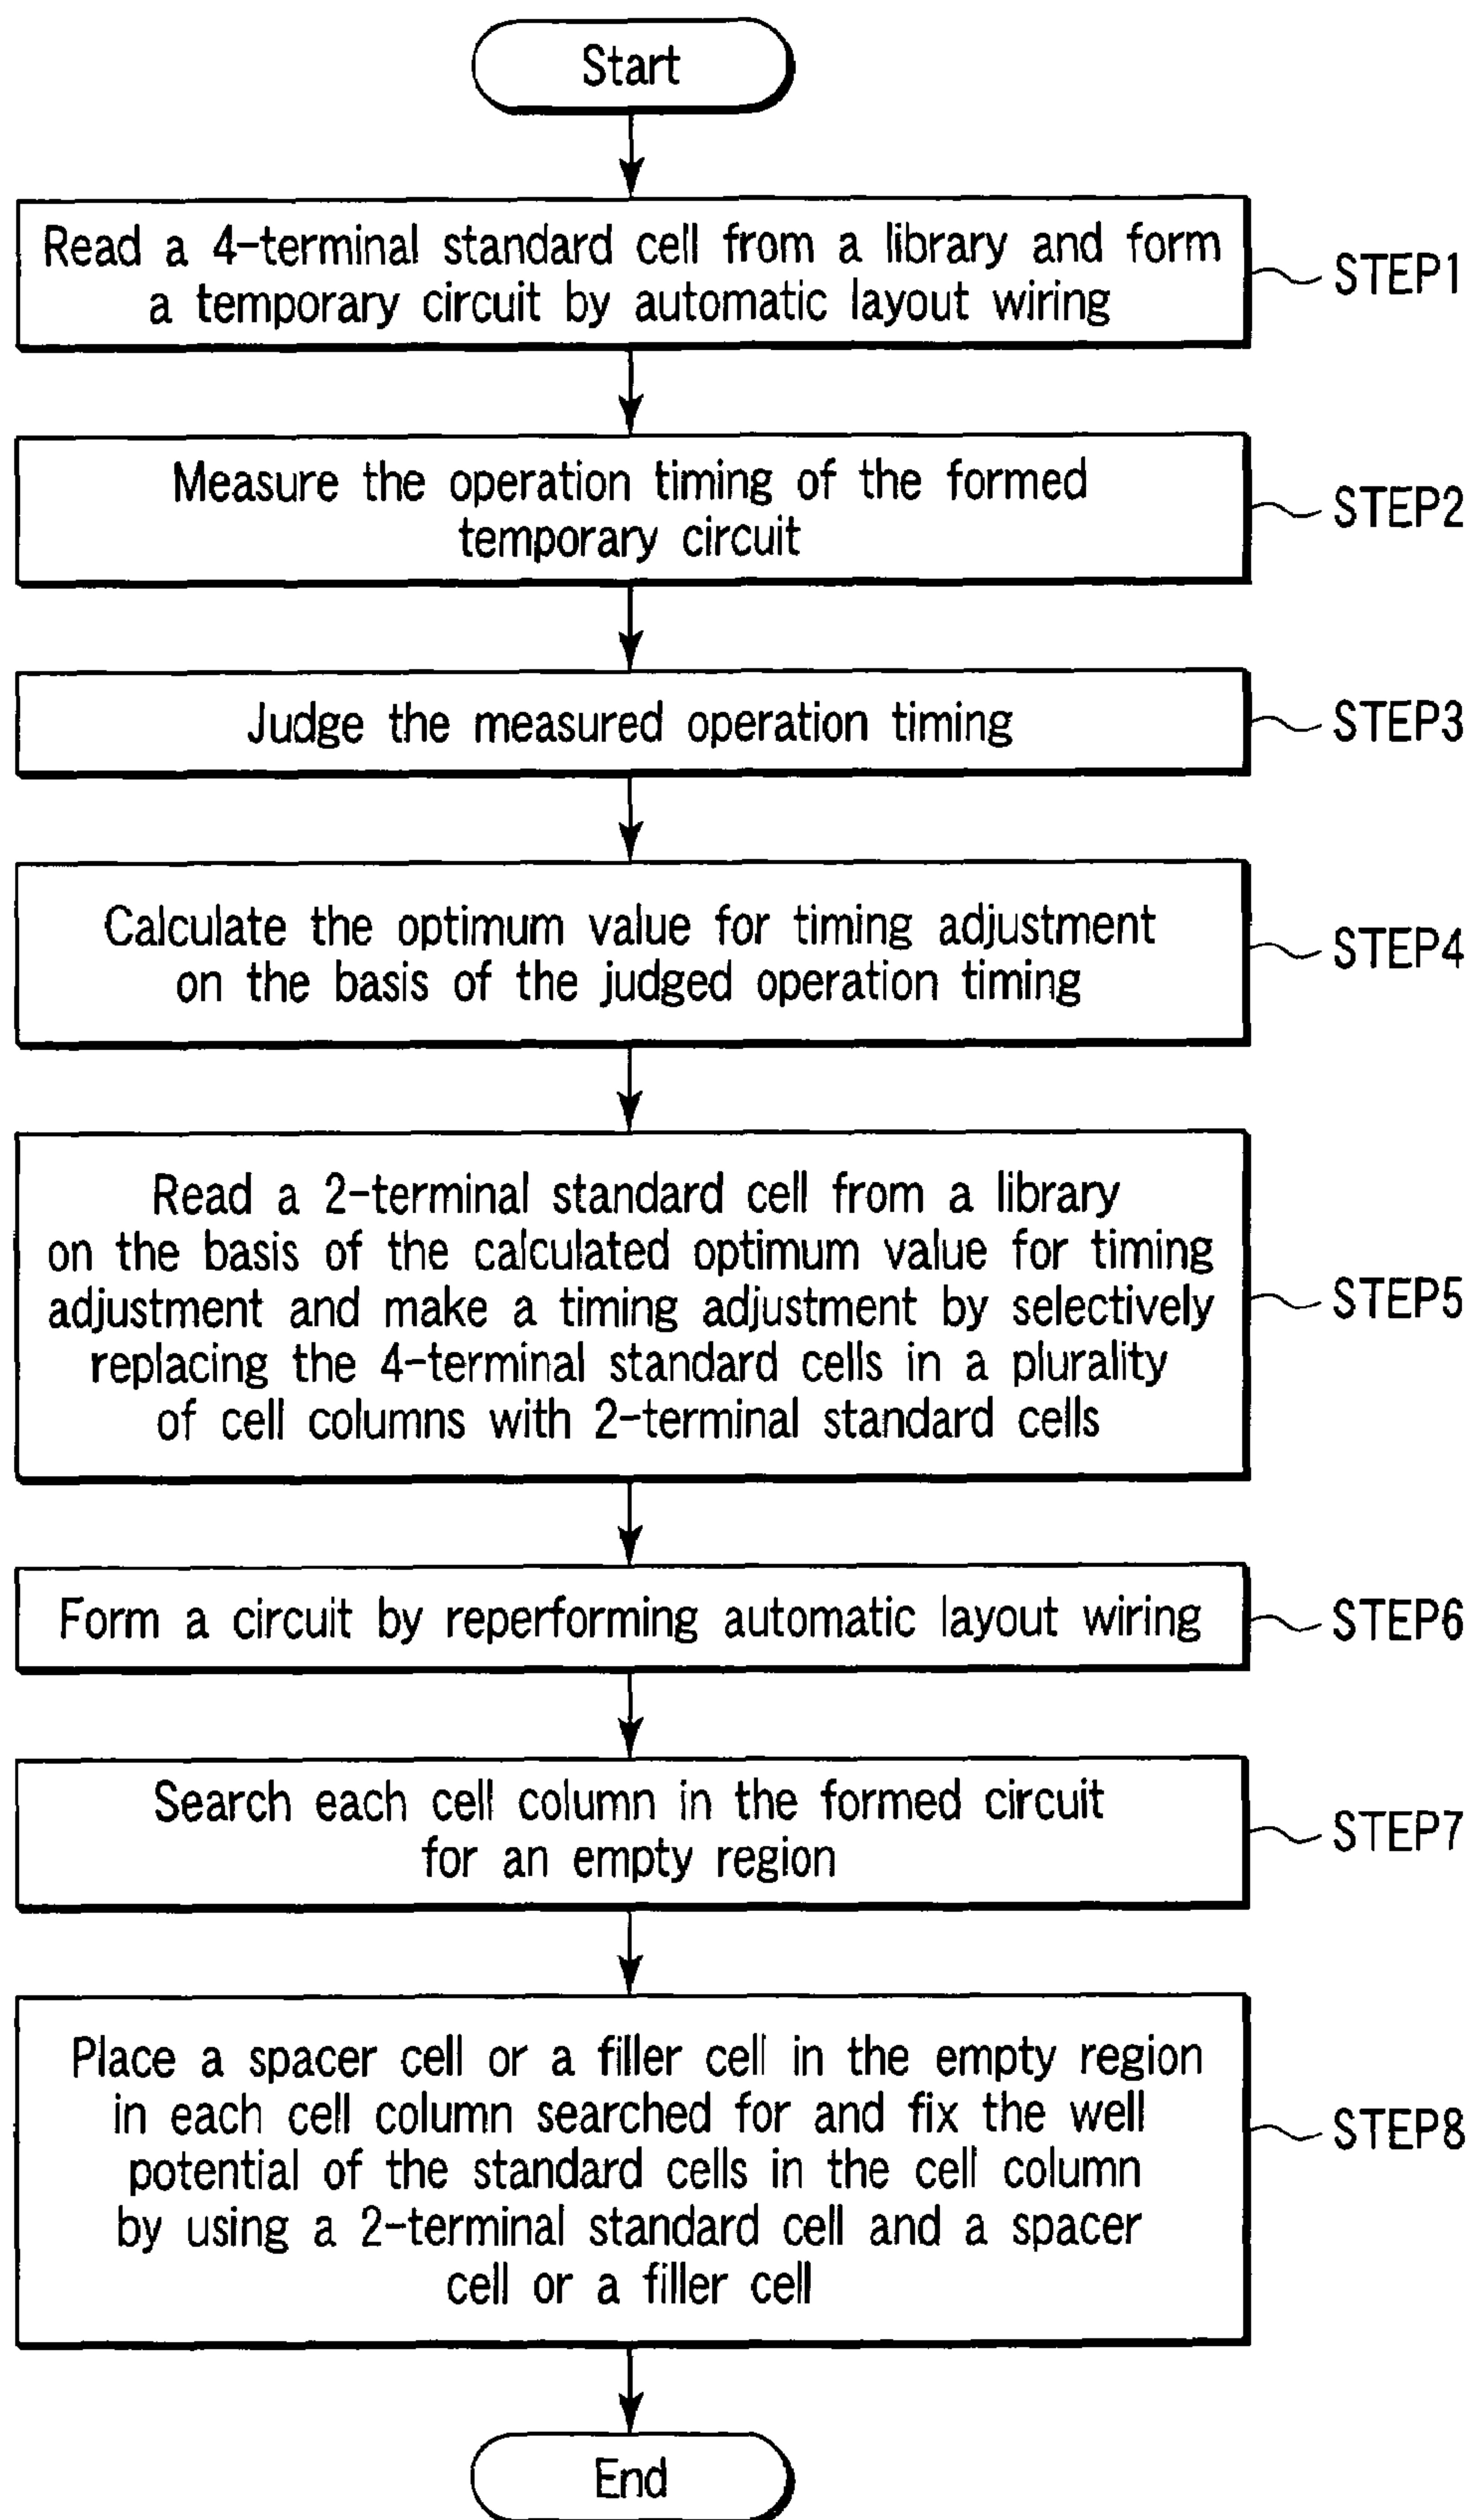 Start
Read a 4-terminal standard cell from a library and form
a temporary circuit by automatic layout wiring
STEP1
Measure the operation timing of the formed
temporary circuit
STEP2
Judge the measured operation timing
STEP3
Calculate the optimum value for timing adjustment
on the basis of the judged operation timing
STEP4
Read a 2-terminal standard cell from a library
on the basis of the calculated optimum value for timing
adjustment and make a timing adjustment by selectively
replacing the 4-terminal standard cells in a plurality
of cell columns with 2-terminal standard cells
STEP5
Form a circuit by reperforming automatic layout wiring
STEP6
Search each cell column in the formed circuit
for an empty region
STEP7
Place a spacer cell or a filler cell in the empty region
in each cell column searched for and fix the well
potential of the standard cells in the cell column
by using a 2-terminal standard cell and a spacer
cell or a filler cell
STEP8
End